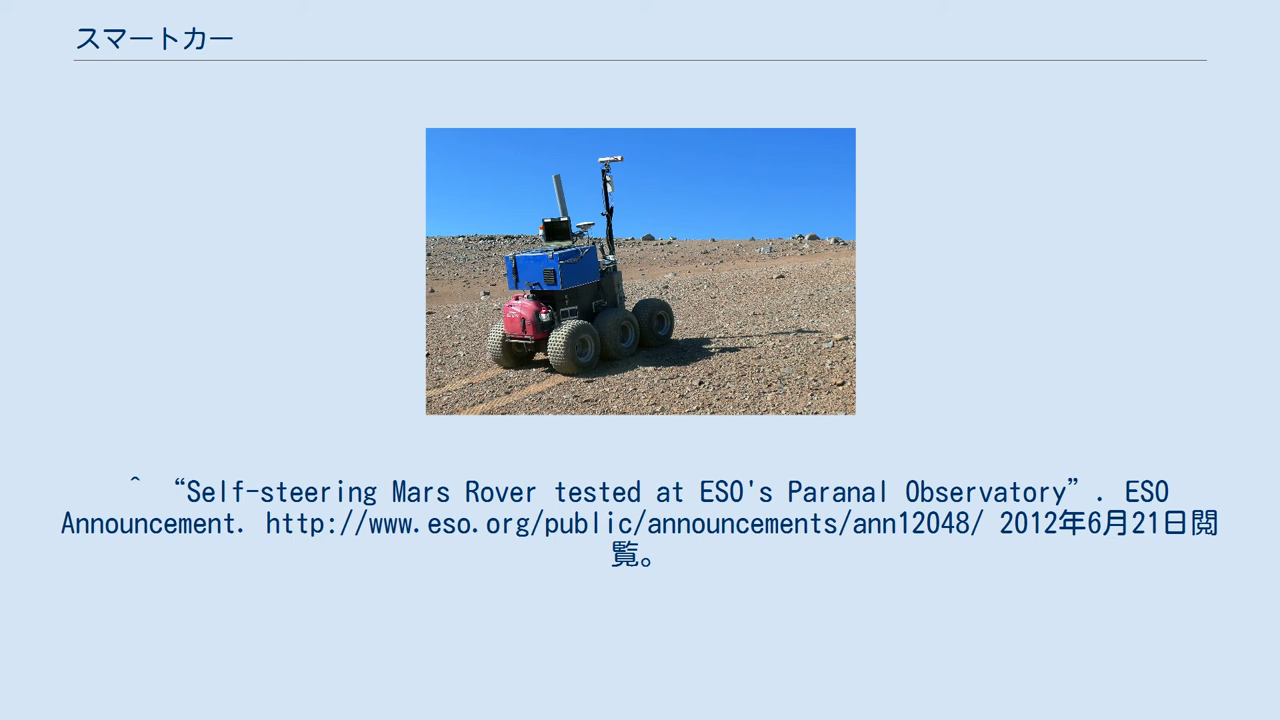 スマートカー
^ “Self-steering Mars Rover tested at ESO's Paranal Observatory”. ESO
Announcement. http://www.eso.org/public/announcements/ann12048/ 2012年6月21日閲
覧。